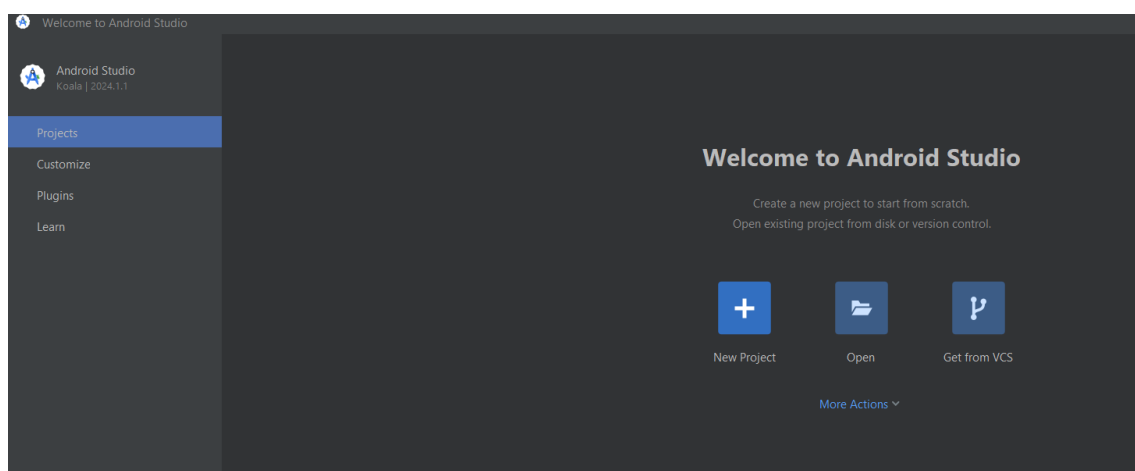 Welcome to Android Studio
Android Studio
Koala | 2024.1.1
Projects
Customize
Plugins
Learn
Welcome to Android Studio
Create a new project to start from scratch.
Open existing project from disk or version control.
New Project
Open
Get from VCS
More Actions